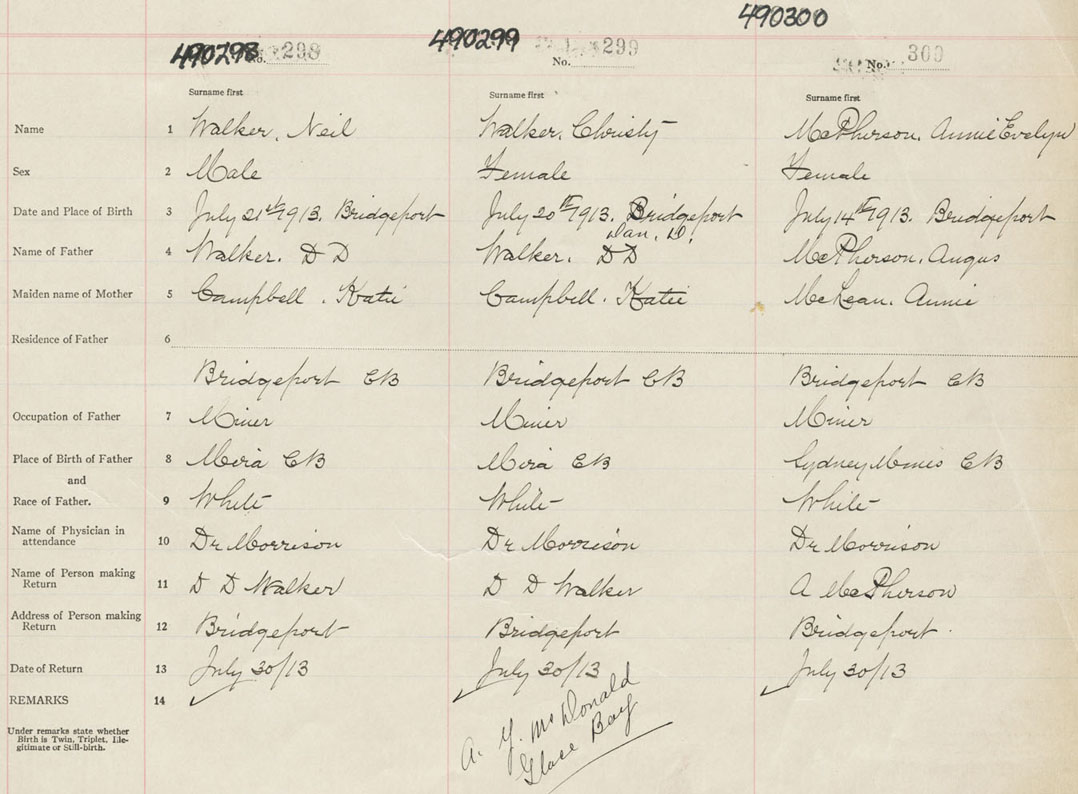 490298 490299 490300
No. 298 No. 299 No. 300
Surname first Surname first Surname first
Name 1 Walker, Neil Walker, Christy McPherson, Annie Evelyn
Sex 2 Male Female Female
Date and Place of Birth 3 July 21st 1913. Bridgeport July 20th 1913. Bridgeport July 14th 1913. Bridgeport
Dan. D.
Name of Father 4 Walker. D D Walker. D D McPherson, Angus
Maiden name of Mother 5 Campbell. Katie Campbell. Katie McLean. Annie
Residence of Father 6
Bridgeport CB Bridgeport CB Bridgeport CB
Occupation of Father 7 Miner Miner Miner
Place of Birth of Father 8 Mira CB Mira CB Sydney Mines CB
and
Race of Father. 9 White White White
Name of Physician in
attendance 10 Dr Morrison Dr Morrison Dr Morrison
Name of Person making
Return 11 D D Walker D D Walker A McPherson
Address of Person making
Return 12 Bridgeport Bridgeport Bridgeport.
Date of Return 13 July 30/13 July 30/13 July 30/13
REMARKS 14
A. Y. McDonald
Glace Bay
Under remarks state whether
Birth is Twin, Triplet, Ille-
gitimate or Still-birth.